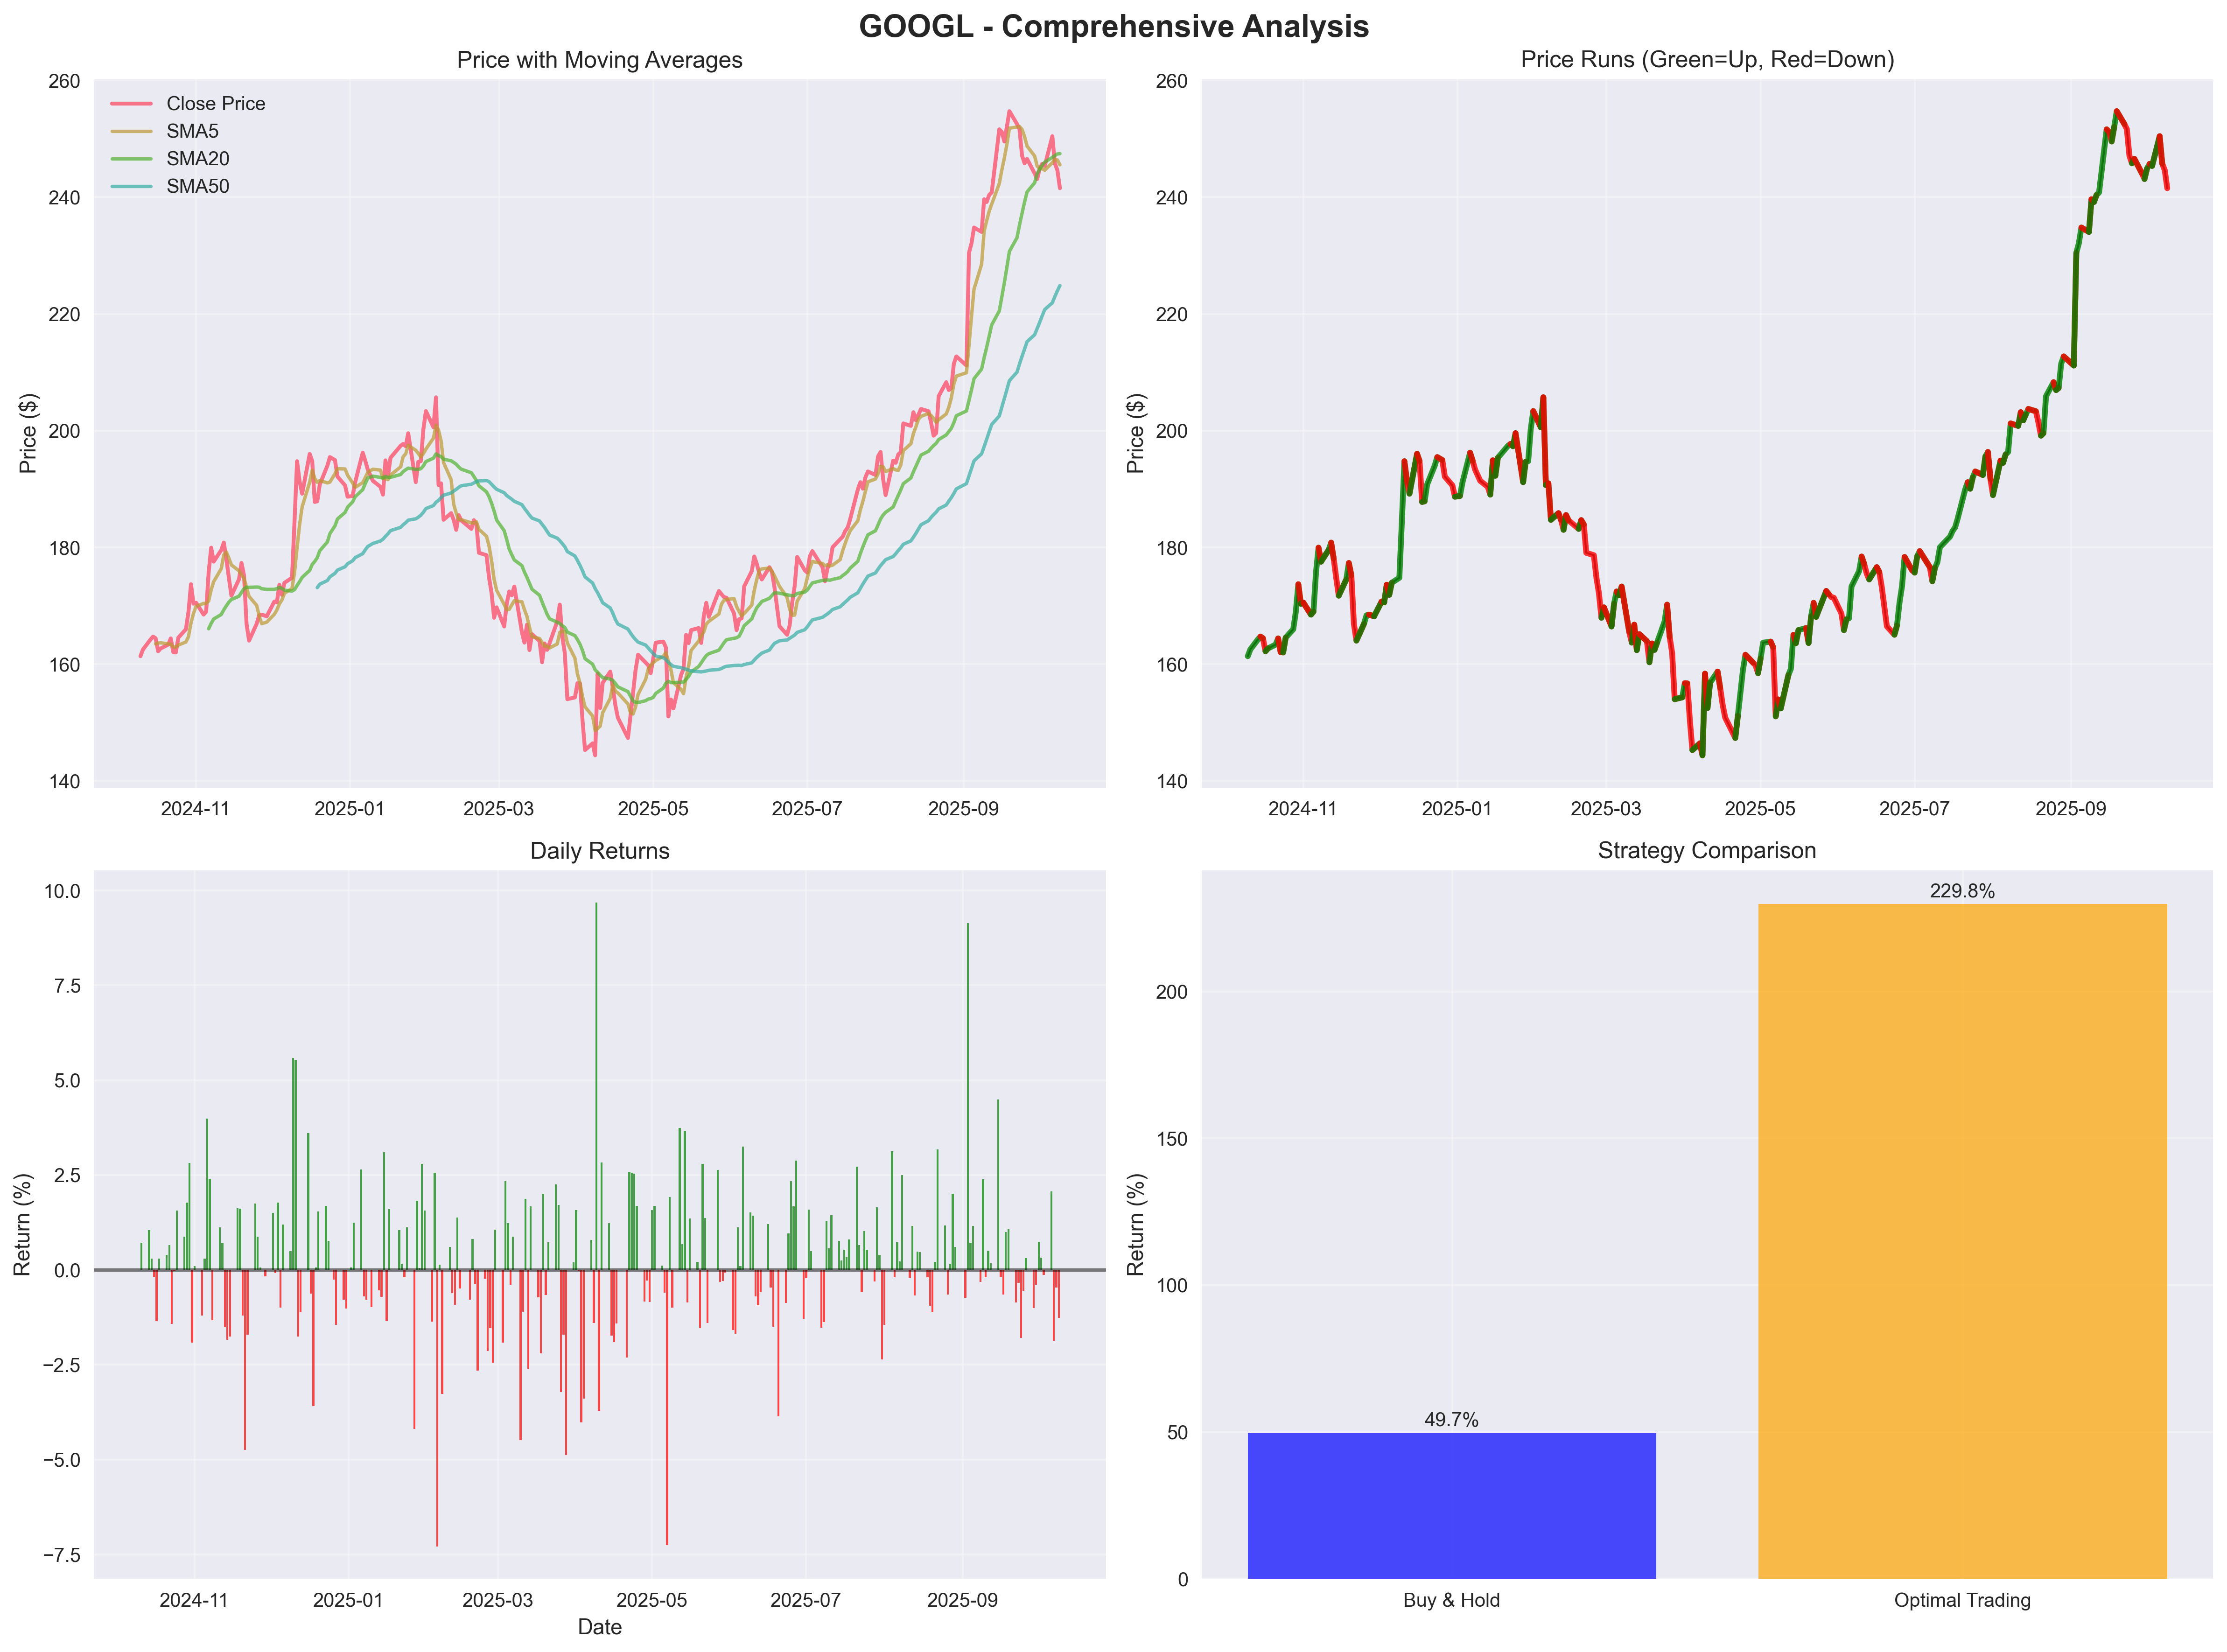 GOOGL - Comprehensive Analysis
Price with Moving Averages
Price ($)
260
240
220
200
180
160
140
Close Price
SMA5
SMA20
SMA50
2024-11
2025-01
2025-03
2025-05
2025-07
2025-09
Price Runs (Green=Up, Red=Down)
Price ($)
260
240
220
200
180
160
140
2024-11
2025-01
2025-03
2025-05
2025-07
2025-09
Daily Returns
Return (%)
10.0
7.5
5.0
2.5
0.0
−2.5
−5.0
−7.5
2024-11
2025-01
2025-03
2025-05
2025-07
2025-09
Date
Strategy Comparison
Return (%)
200
150
100
50
0
49.7%
229.8%
Buy & Hold
Optimal Trading